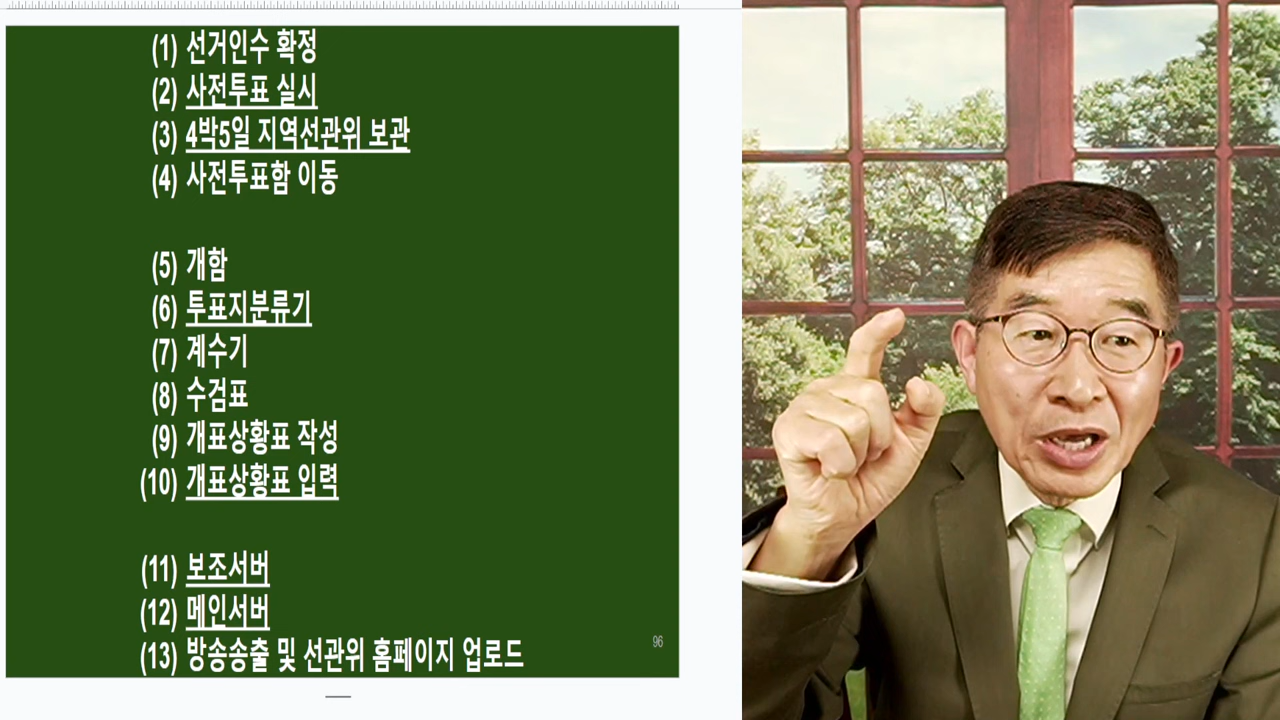 (1) 선거인수 확정
(2) 사전투표 실시
(3) 4박5일 지역선관위 보관
(4) 사전투표함 이동
(5) 개함
(6) 투표지분류기
(7) 계수기
(8) 수검표
(9) 개표상황표 작성
(10) 개표상황표 입력
(11) 보조서버
(12) 메인서버
(13) 방송송출 및 선관위 홈페이지 업로드
96